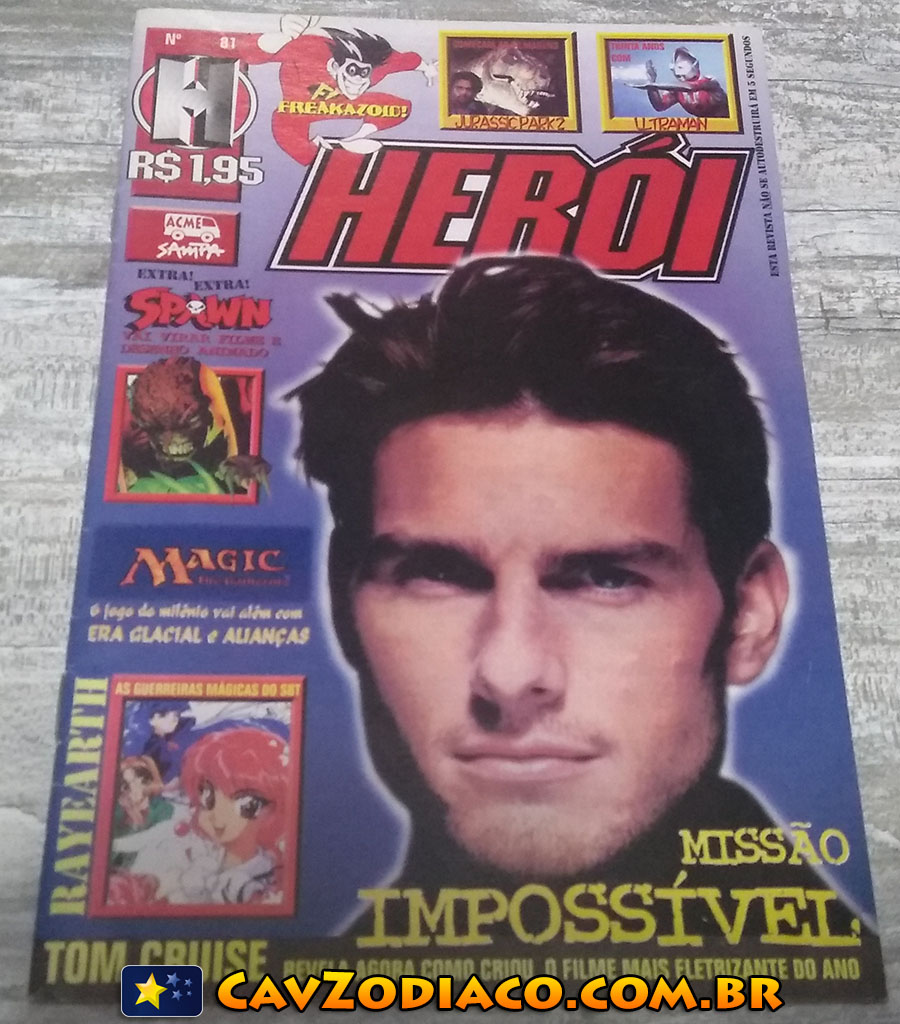 Nº 81
H
R$ 1,95
ACME
SAMPA
FREAKAZOID!
JURASSIC PARK 2
TRINTA ANOS
COM
ULTRAMAN
ESTA REVISTA NÃO SE AUTODESTRUIRÁ EM 5 SEGUNDOS
HERÓI
EXTRA!
EXTRA!
SPAWN
VAI VIRAR FILME E
DESENHO ANIMADO
MAGIC
The Gathering
O jogo do milênio vai além com
ERA GLACIAL e ALIANÇAS
RAYEARTH
AS GUERREIRAS MÁGICAS DO SBT
MISSÃO
IMPOSSÍVEL
TOM CRUISE REVELA AGORA COMO CRIOU O FILME MAIS ELETRIZANTE DO ANO
CavZodiaco.com.br